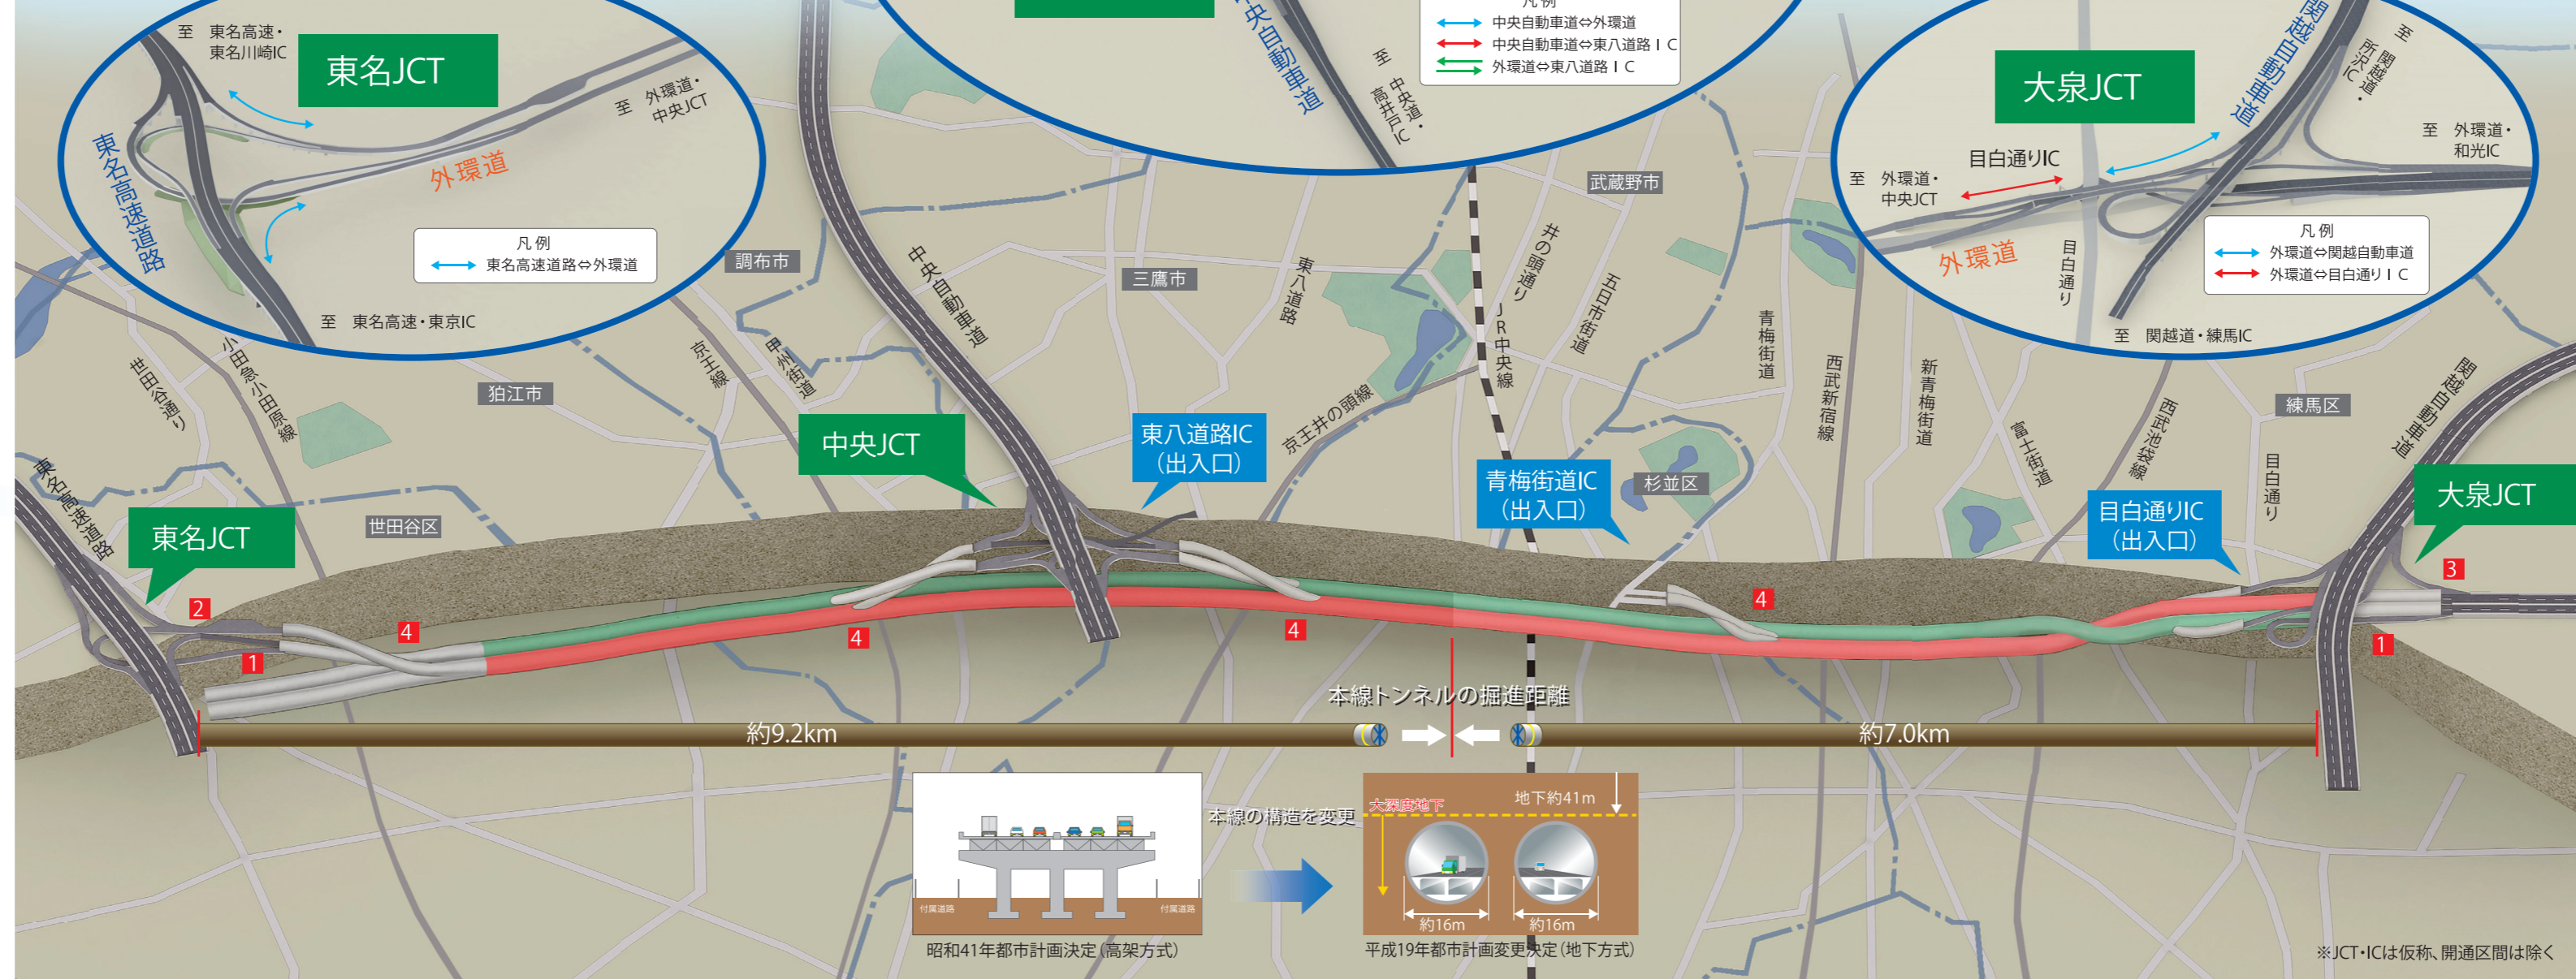 至 東名高速・
東名川崎IC
東名JCT
至 外環道・
中央JCT
東名高速道路
外環道
凡 例
東名高速道路⇔外環道
至 東名高速・東京IC
中央自動車道
至 中央道・
高井戸IC
凡 例
中央自動車道⇔外環道
中央自動車道⇔東八道路ＩＣ
外環道⇔東八道路ＩＣ
大泉JCT
関越自動車道
至 関越道・
所沢IC
至 外環道・
和光IC
目白通りIC
至 外環道・
中央JCT
外環道
目白通り
凡 例
外環道⇔関越自動車道
外環道⇔目白通りＩＣ
至 関越道・練馬IC
調布市
三鷹市
武蔵野市
狛江市
世田谷区
杉並区
練馬区
世田谷通り
小田急小田原線
京王線
甲州街道
中央自動車道
東八道路
京王井の頭線
JR中央線
井の頭通り
五日市街道
青梅街道
西武新宿線
新青梅街道
富士街道
西武池袋線
目白通り
関越自動車道
東名高速道路
東名JCT
中央JCT
東八道路IC
（出入口）
青梅街道IC
（出入口）
目白通りIC
（出入口）
大泉JCT
2
1
4
4
4
4
3
1
本線トンネルの掘進距離
約9.2km
約7.0km
付属道路
付属道路
昭和41年都市計画決定（高架方式）
本線の構造を変更
大深度地下
地下約41m
約16m
約16m
平成19年都市計画変更決定（地下方式）
※JCT・ICは仮称、開通区間は除く